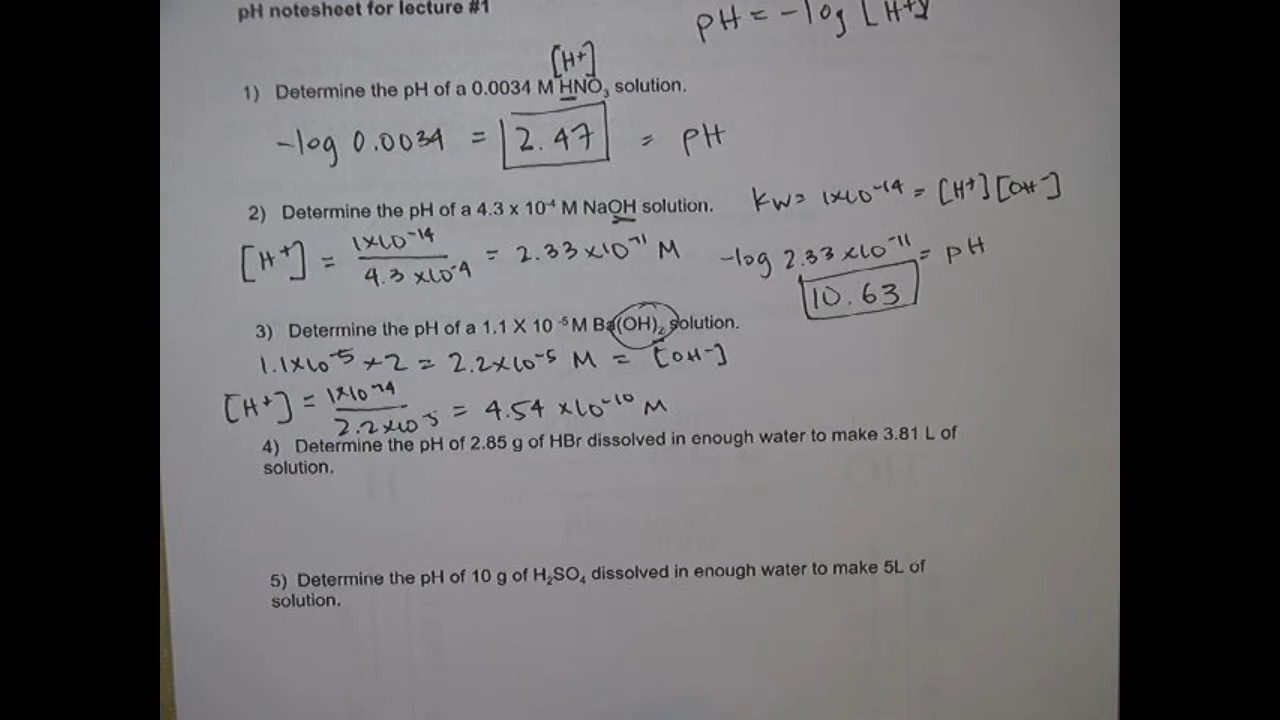 pH notesheet for lecture #1
pH = -log [H+]
[H+]
1) Determine the pH of a 0.0034 M HNO₃ solution.
-log 0.0034 = 2.47 = pH
2) Determine the pH of a 4.3 x 10⁻⁴ M NaOH solution.
Kw = 1x10⁻¹⁴ = [H⁺][OH⁻]
[H⁺] = 1x10⁻¹⁴ / 4.3 x10⁻⁴ = 2.33 x10⁻¹¹ M
-log 2.33 x10⁻¹¹ = pH
10.63
3) Determine the pH of a 1.1 X 10 ⁻⁵ M Ba(OH)₂ solution.
1.1x10⁻⁵ x 2 = 2.2x10⁻⁵ M = [OH⁻]
[H⁺] = 1x10⁻¹⁴ / 2.2x10⁻⁵ = 4.54 x10⁻¹⁰ M
4) Determine the pH of 2.85 g of HBr dissolved in enough water to make 3.81 L of
solution.
5) Determine the pH of 10 g of H₂SO₄ dissolved in enough water to make 5L of
solution.